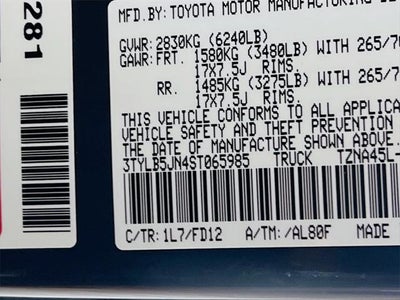 281
MFD.BY: TOYOTA MOTOR MANUFACTURING
GVWR: 2830KG (6240LB)
GAWR: FRT. 1580KG (3480LB) WITH 265/70
17X7.5J RIMS.
RR. 1485KG (3275LB) WITH 265/7
17X7.5J RIMS.
THIS VEHICLE CONFORMS TO ALL APPLICA
VEHICLE SAFETY AND THEFT PREVENTION
THE DATE OF MANUFACTURE SHOWN ABOVE.
3TYLB5JN4ST065985 TRUCK TZNA45L-
C/TR: 1L7/FD12 A/TM: /AL80F MADE